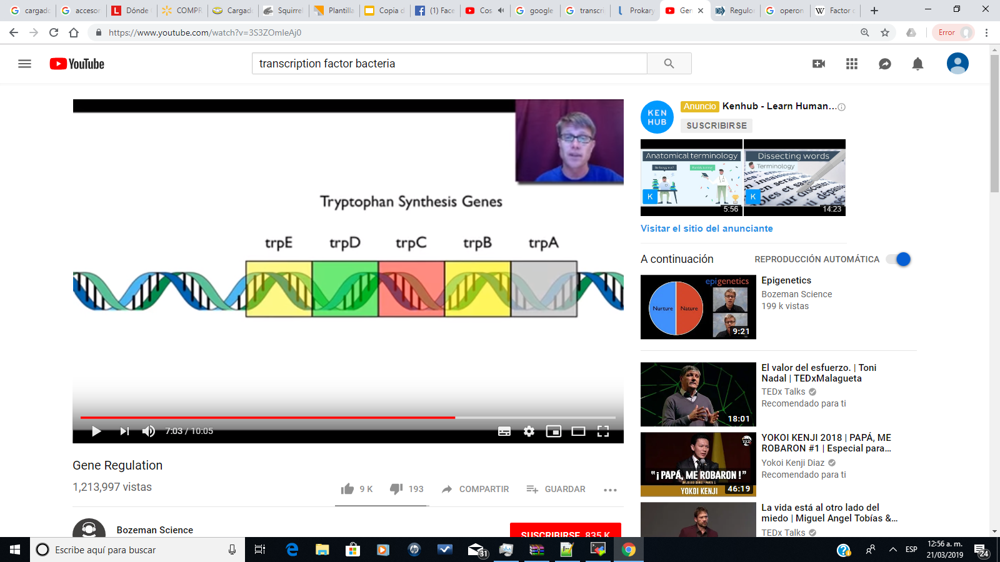 cargado
accesor
Dónde
COMPR
Cargado
Squirrel
Plantilla
Copia d
(1) Face
Cos
google
transcri
Prokary
Gen
Regulon
operon
Factor
https://www.youtube.com/watch?v=3S3ZOmleAj0
Error
YouTube
transcription factor bacteria
Tryptophan Synthesis Genes
trpE trpD trpC trpB trpA
7:03 / 10:05
Gene Regulation
1,213,997 vistas
9 K
193
COMPARTIR
GUARDAR
Bozeman Science
SUSCRIBIRSE 835 K
KEN
HUB
Anuncio Kenhub - Learn Human...
SUSCRIBIRSE
Anatomical terminology
5:56
Dissecting words
Terminology
14:23
Visitar el sitio del anunciante
A continuación
REPRODUCCIÓN AUTOMÁTICA
epigenetics
Nurture Nature
9:21
Epigenetics
Bozeman Science
199 k vistas
18:01
El valor del esfuerzo. | Toni
Nadal | TEDxMalagueta
TEDx Talks
Recomendado para ti
“¡ PAPÁ, ME ROBARON !”
YOKOI KENJI
46:19
YOKOI KENJI 2018 | PAPÁ, ME
ROBARON #1 | Especial para...
Yokoi Kenji Diaz
Recomendado para ti
La vida está al otro lado del
miedo | Miguel Angel Tobías &...
TEDx Talks
Escribe aquí para buscar
31
ESP
12:56 a. m.
21/03/2019
24